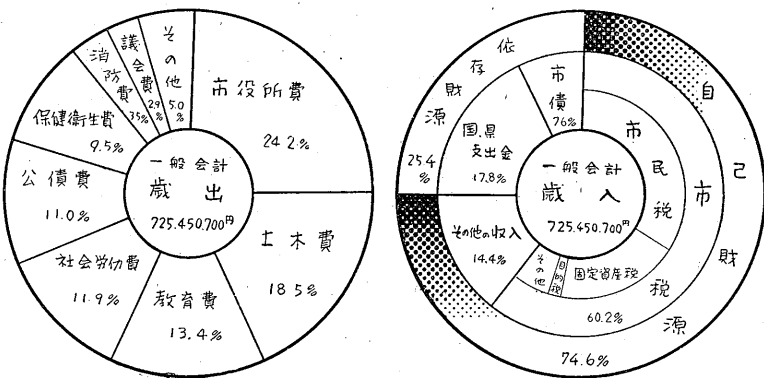 市役所費
24.2%
土木費
18.5%
教育費
13.4%
社会労仂費
11.9%
公債費
11.0%
保健衛生費
9.5%
消防費
3.5%
議会費
2.9%
その他
5.0%
一般会計
歳出
725.450.700円
自己財源
74.6%
依存財源
25.4%
市税
60.2%
市民税
固定資産税
目的税
その他
その他の収入
14.4%
国.県
支出金
17.8%
市債
76%
一般会計
歳入
725.450.700円